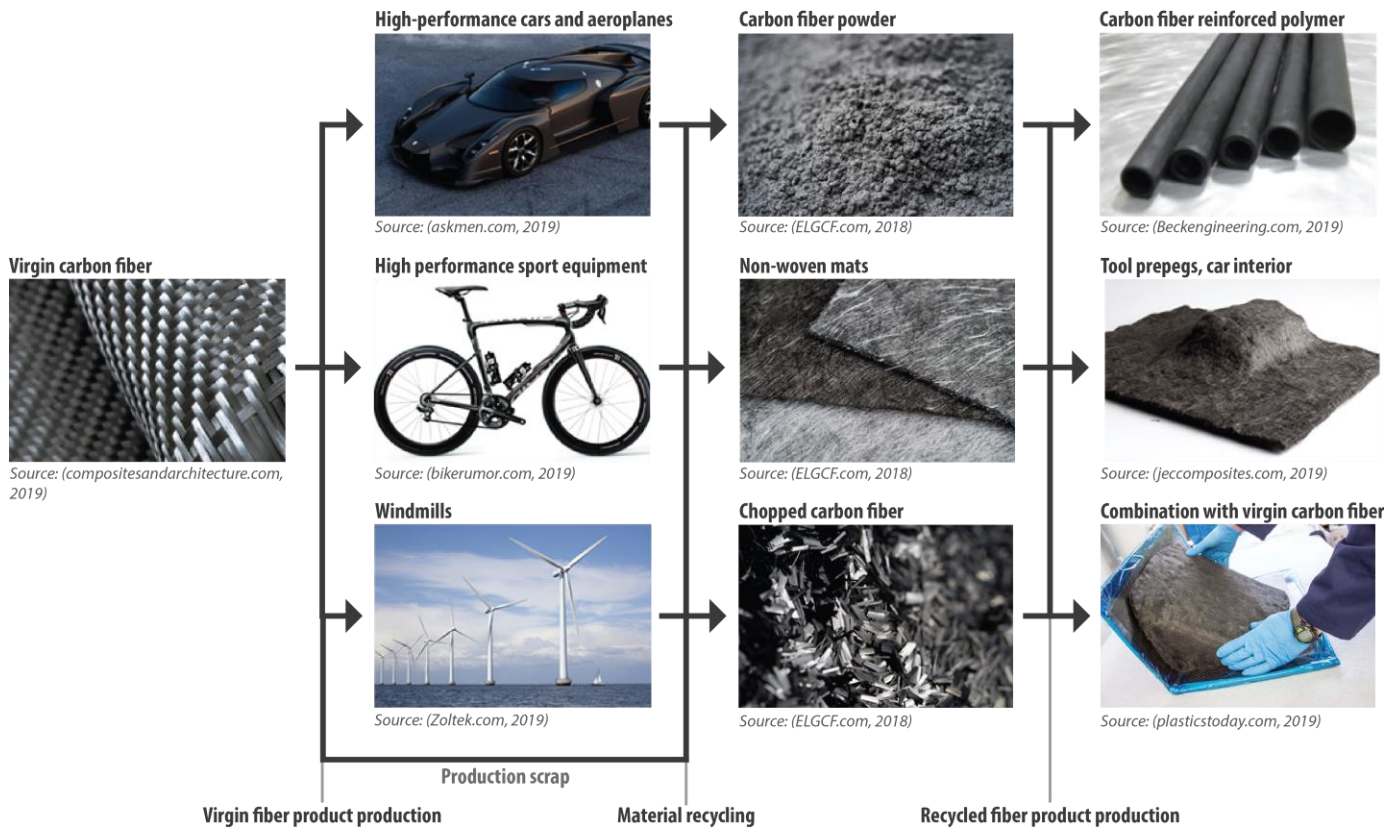 High-performance cars and aeroplanes
Carbon fiber powder
Carbon fiber reinforced polymer
Source: (askmen.com, 2019)
Source: (ELGCF.com, 2018)
Source: (Beckengineering.com, 2019)
Virgin carbon fiber
High performance sport equipment
Non-woven mats
Tool prepegs, car interior
Source: (compositesandarchitecture.com,
2019)
Source: (bikerumor.com, 2019)
Source: (ELGCF.com, 2018)
Source: (jeccomposites.com, 2019)
Windmills
Chopped carbon fiber
Combination with virgin carbon fiber
Source: (Zoltek.com, 2019)
Source: (ELGCF.com, 2018)
Source: (plasticstoday.com, 2019)
Production scrap
Virgin fiber product production
Material recycling
Recycled fiber product production